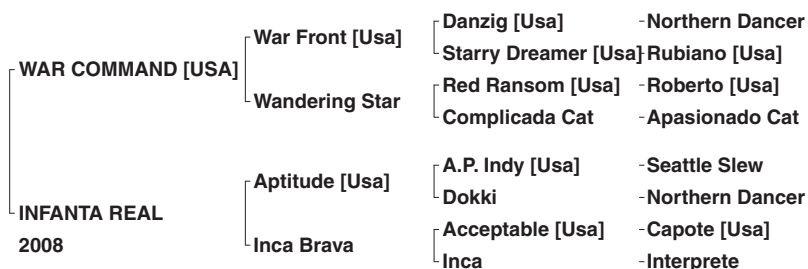 Danzig [Usa] -Northern Dancer
War Front [Usa]
Starry Dreamer [Usa]-Rubiano [Usa]
WAR COMMAND [USA]
Red Ransom [Usa] -Roberto [Usa]
Wandering Star
Complicada Cat -Apasionado Cat
A.P. Indy [Usa] -Seattle Slew
Aptitude [Usa]
Dokki -Northern Dancer
INFANTA REAL
Acceptable [Usa] -Capote [Usa]
2008
Inca Brava
Inca -Interprete